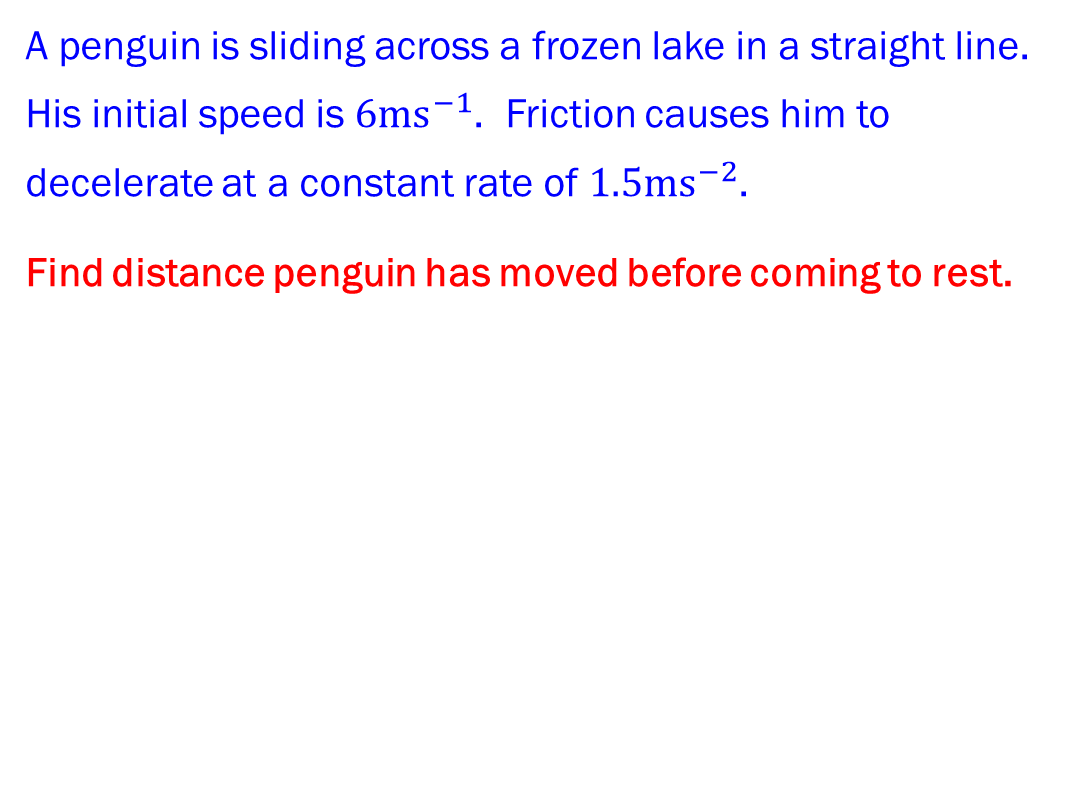 A penguin is sliding across a frozen lake in a straight line.
His initial speed is 6ms⁻¹. Friction causes him to
decelerate at a constant rate of 1.5ms⁻².
Find distance penguin has moved before coming to rest.